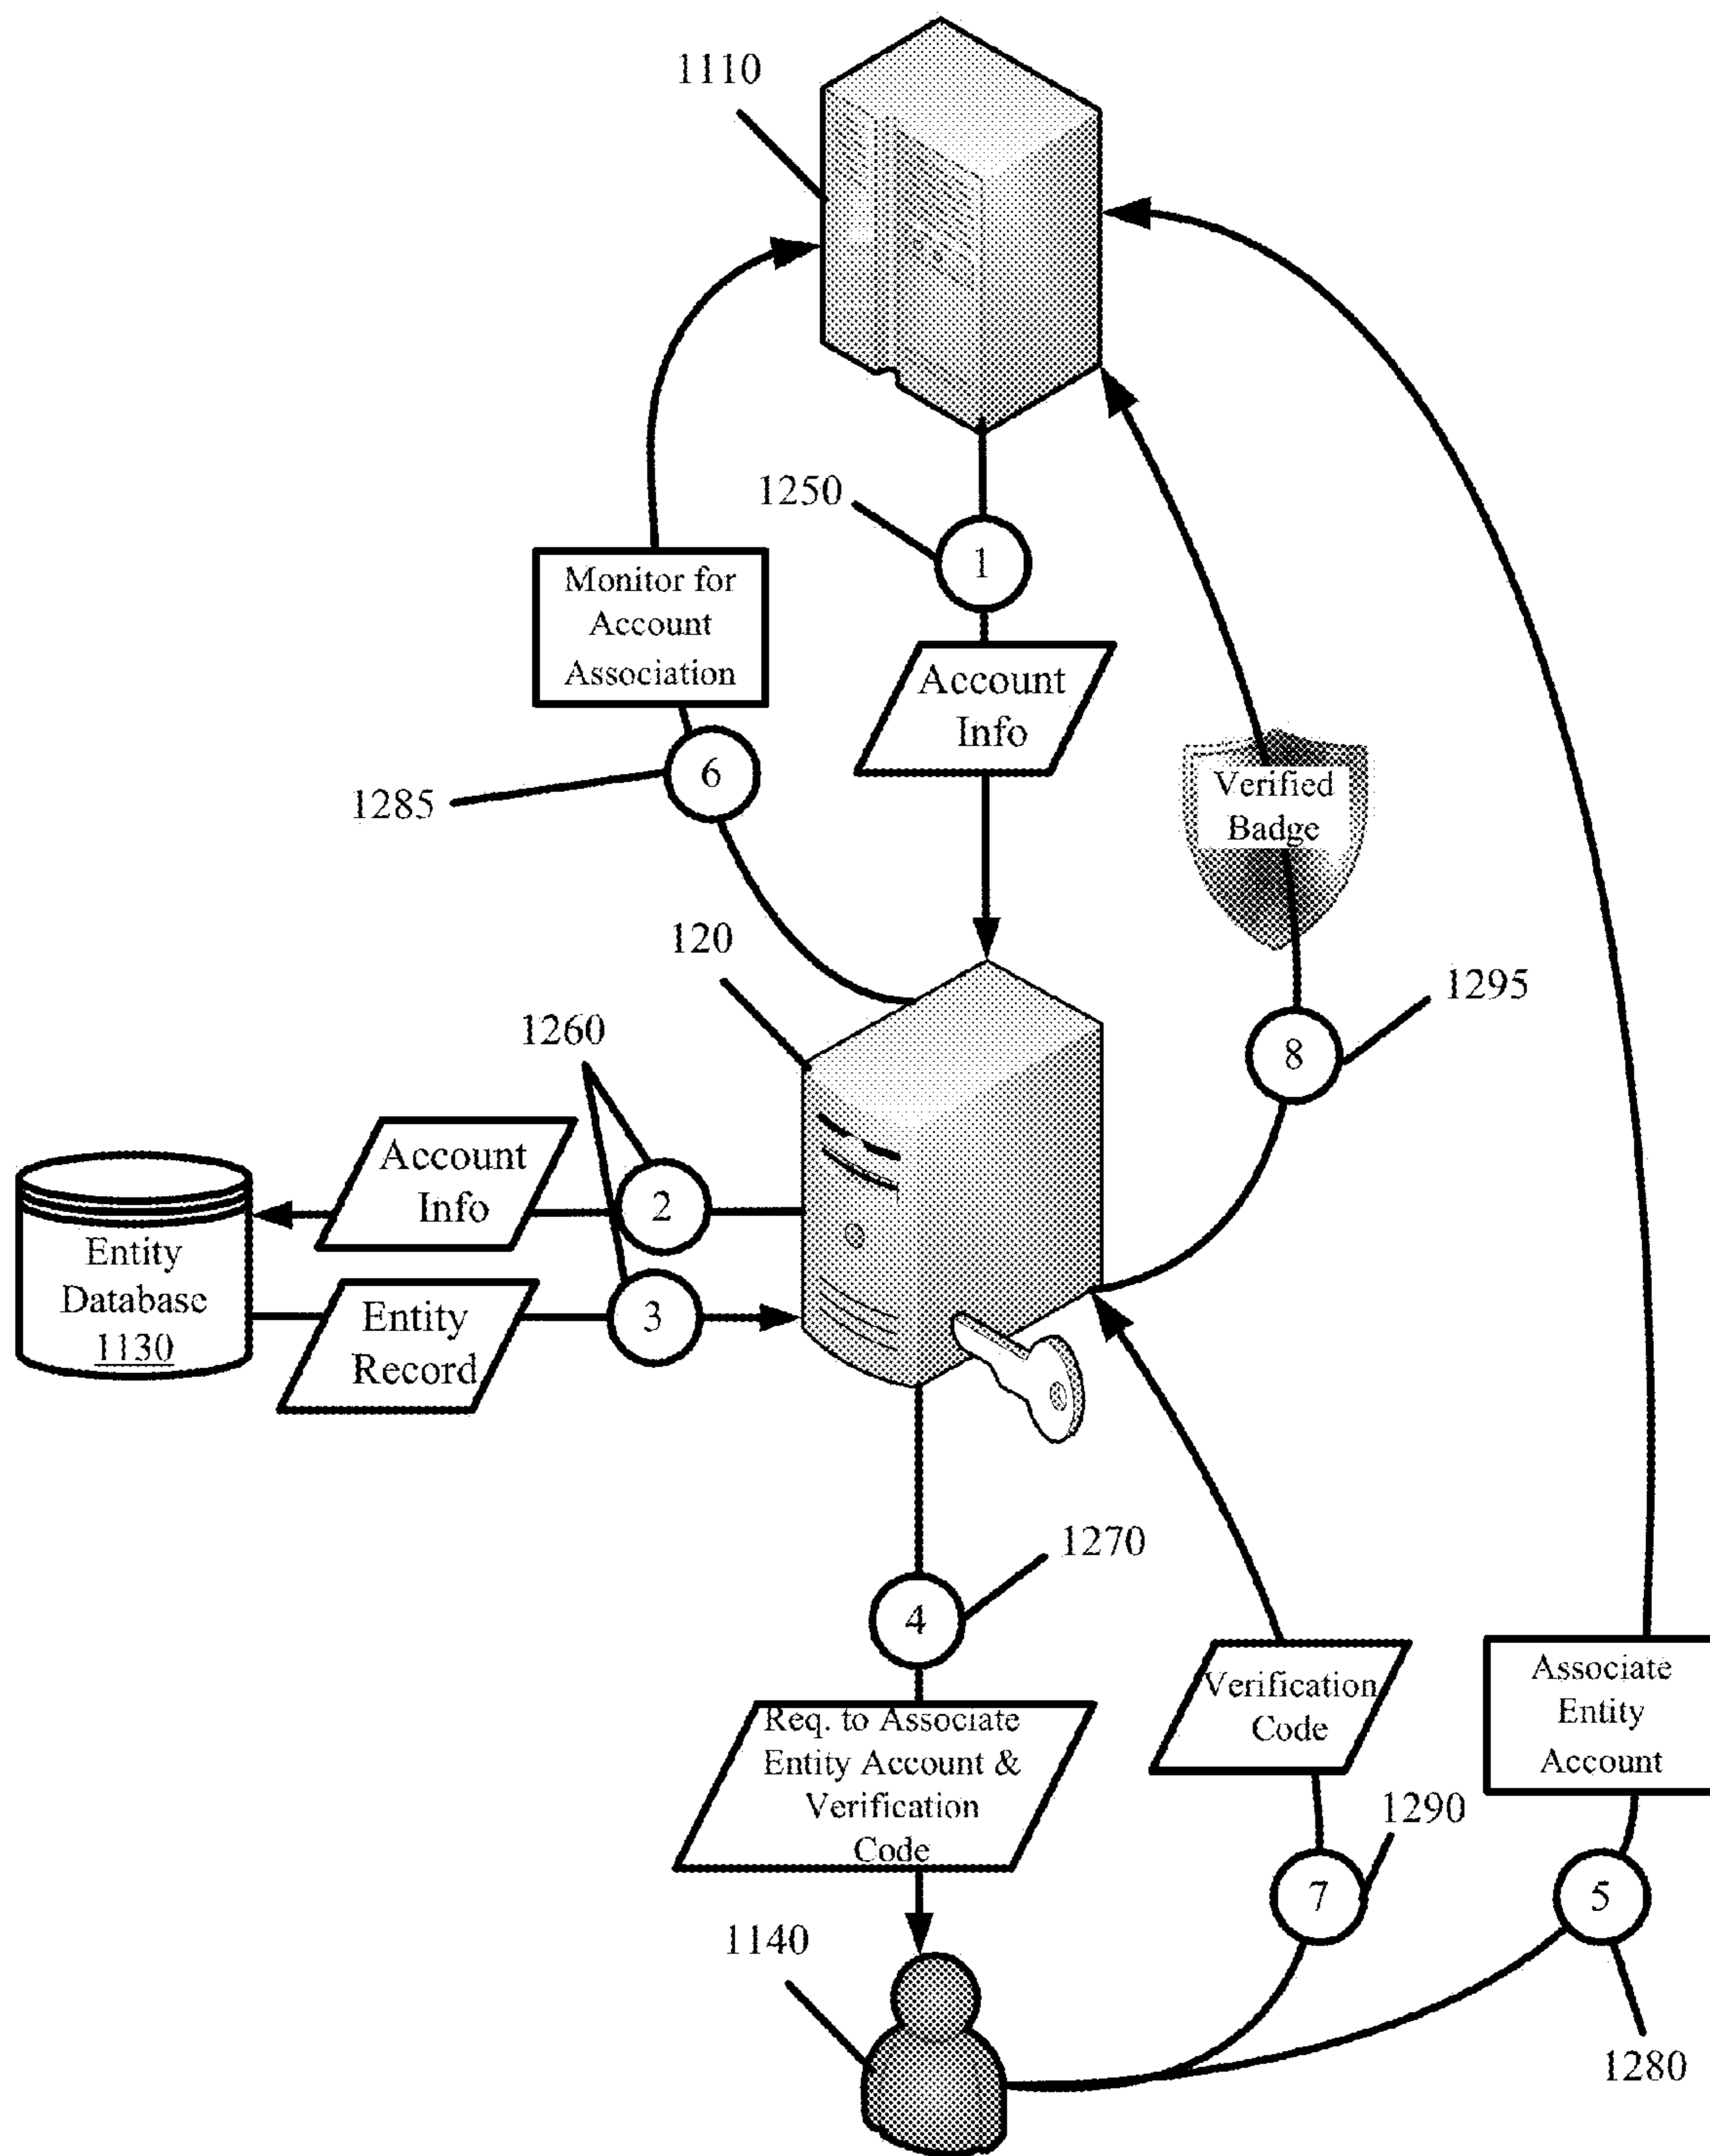 1110
1250
1
Monitor for
Account
Association
Account
Info
6
1285
Verified
Badge
120
1295
8
1260
Account
Info
2
Entity
Database
1130
Entity
Record
3
1270
4
Req. to Associate
Entity Account &
Verification
Code
Verification
Code
Associate
Entity
Account
1290
7
5
1140
1280